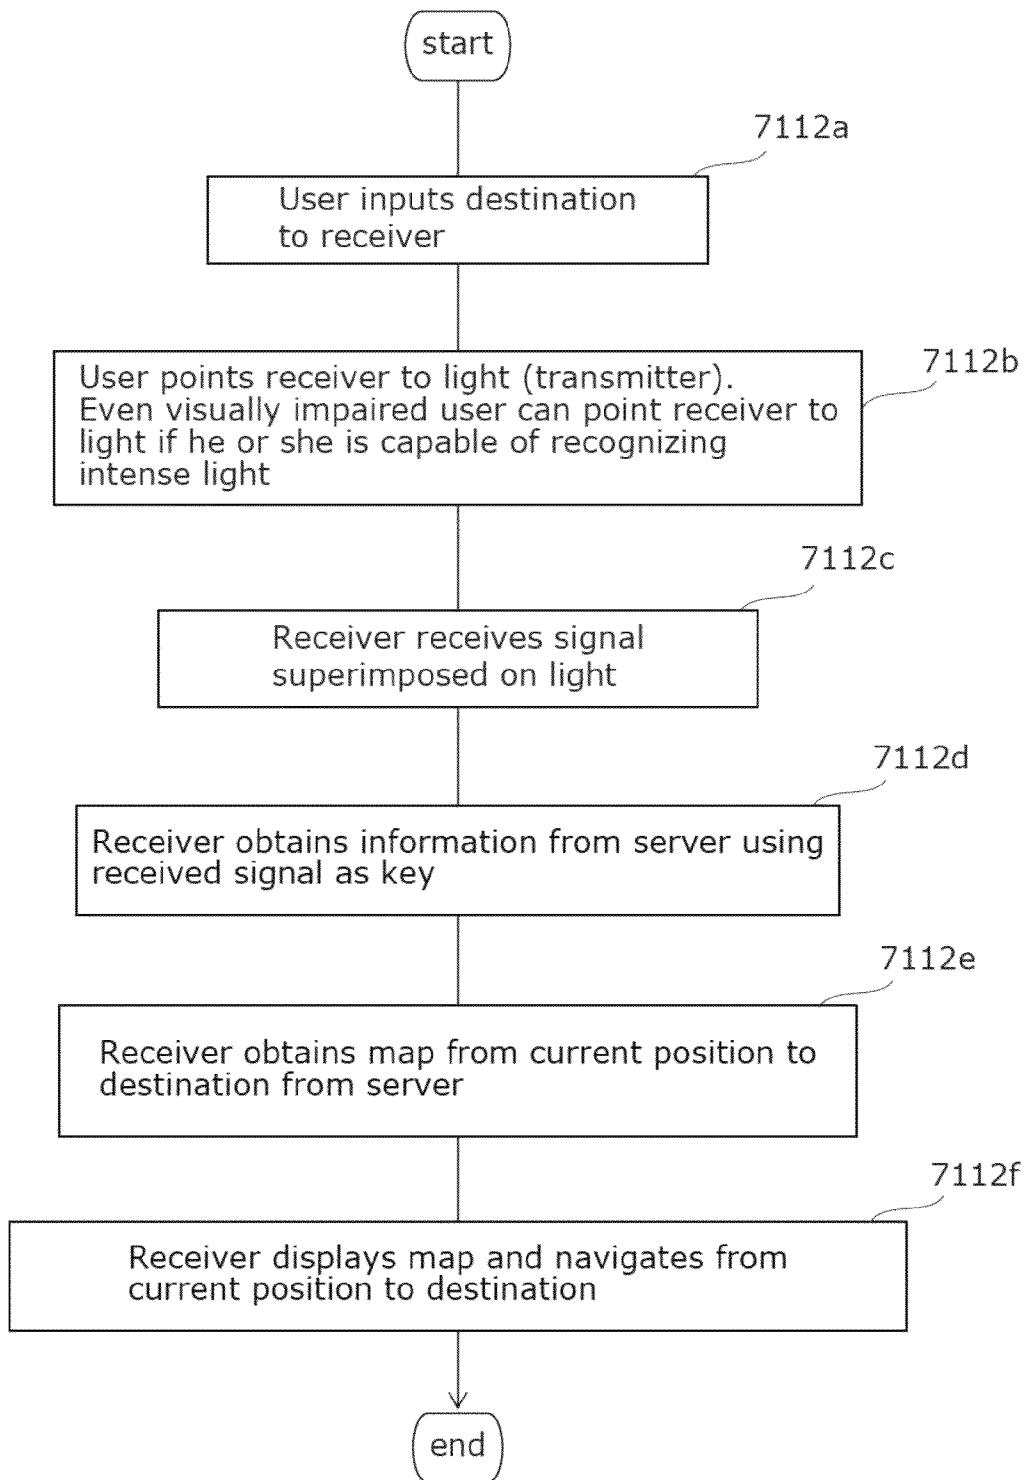 start
7112a
User inputs destination
to receiver
7112b
User points receiver to light (transmitter).
Even visually impaired user can point receiver to
light if he or she is capable of recognizing
intense light
7112c
Receiver receives signal
superimposed on light
7112d
Receiver obtains information from server using
received signal as key
7112e
Receiver obtains map from current position to
destination from server
7112f
Receiver displays map and navigates from
current position to destination
end